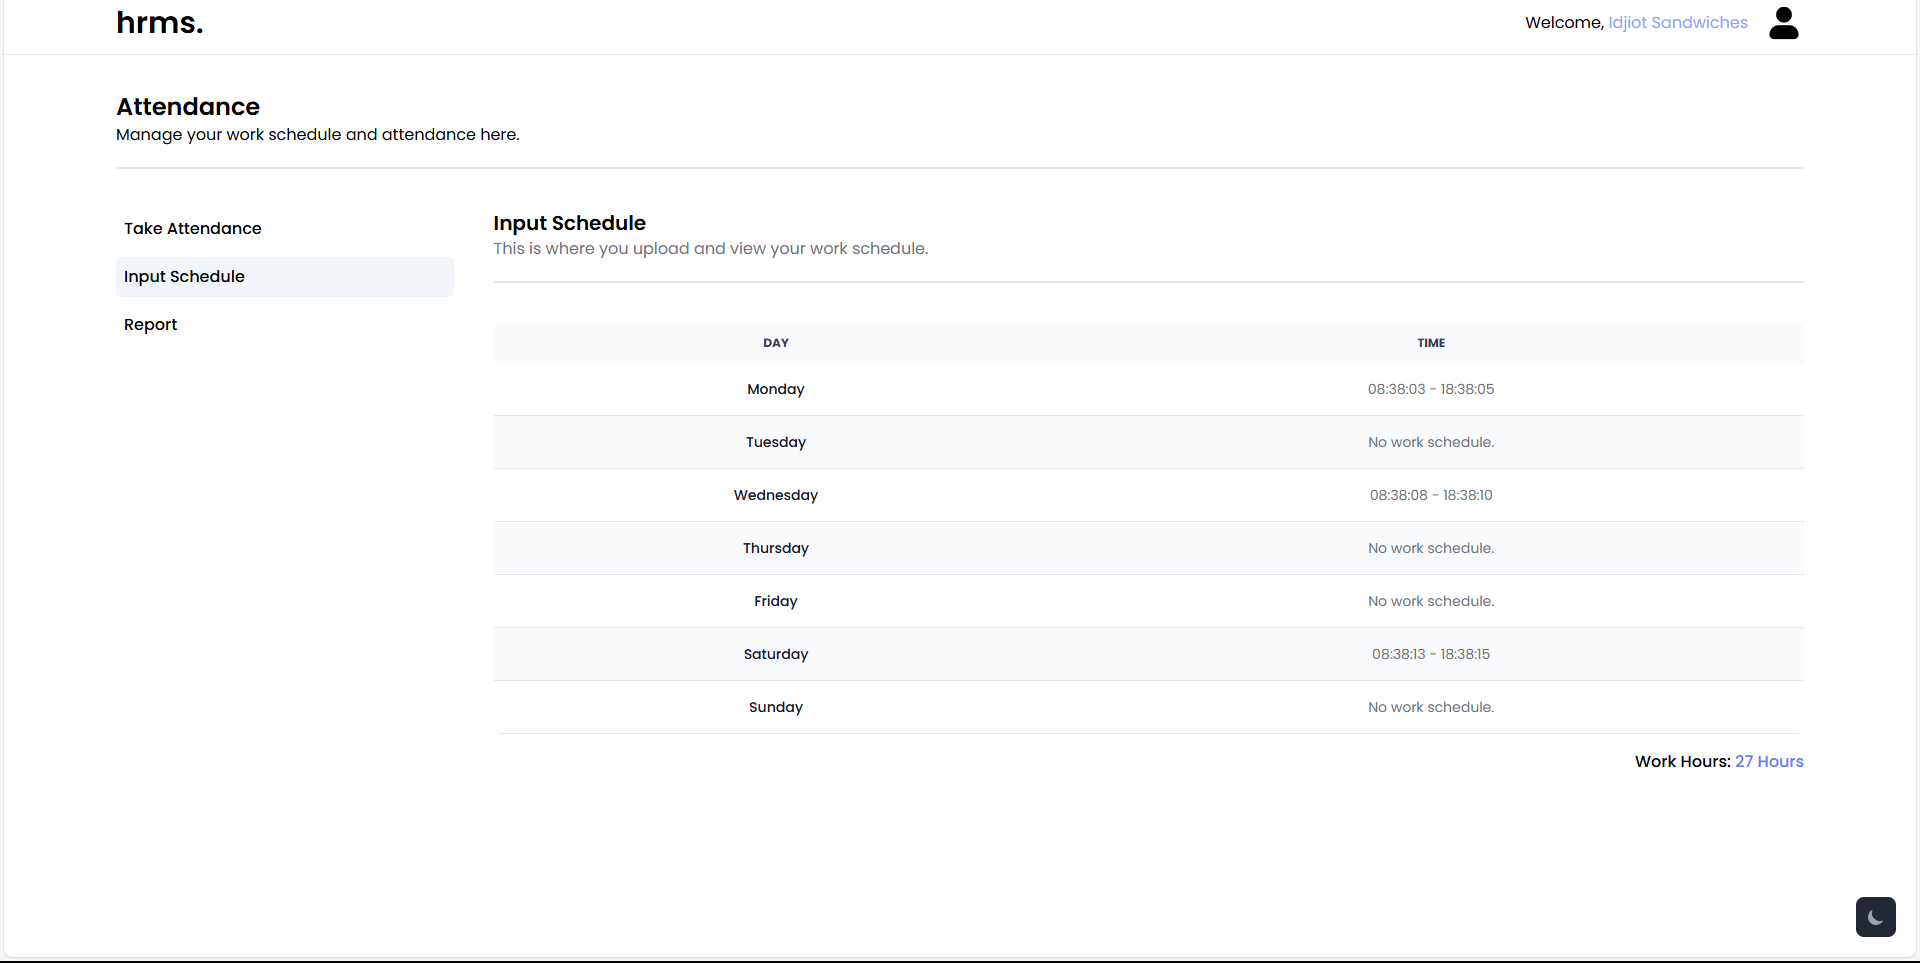 hrms.
Welcome, Idjiot Sandwiches
Attendance
Manage your work schedule and attendance here.
Take Attendance
Input Schedule
Report
Input Schedule
This is where you upload and view your work schedule.
DAY TIME
Monday 08:38:03 - 18:38:05
Tuesday No work schedule.
Wednesday 08:38:08 - 18:38:10
Thursday No work schedule.
Friday No work schedule.
Saturday 08:38:13 - 18:38:15
Sunday No work schedule.
Work Hours: 27 Hours